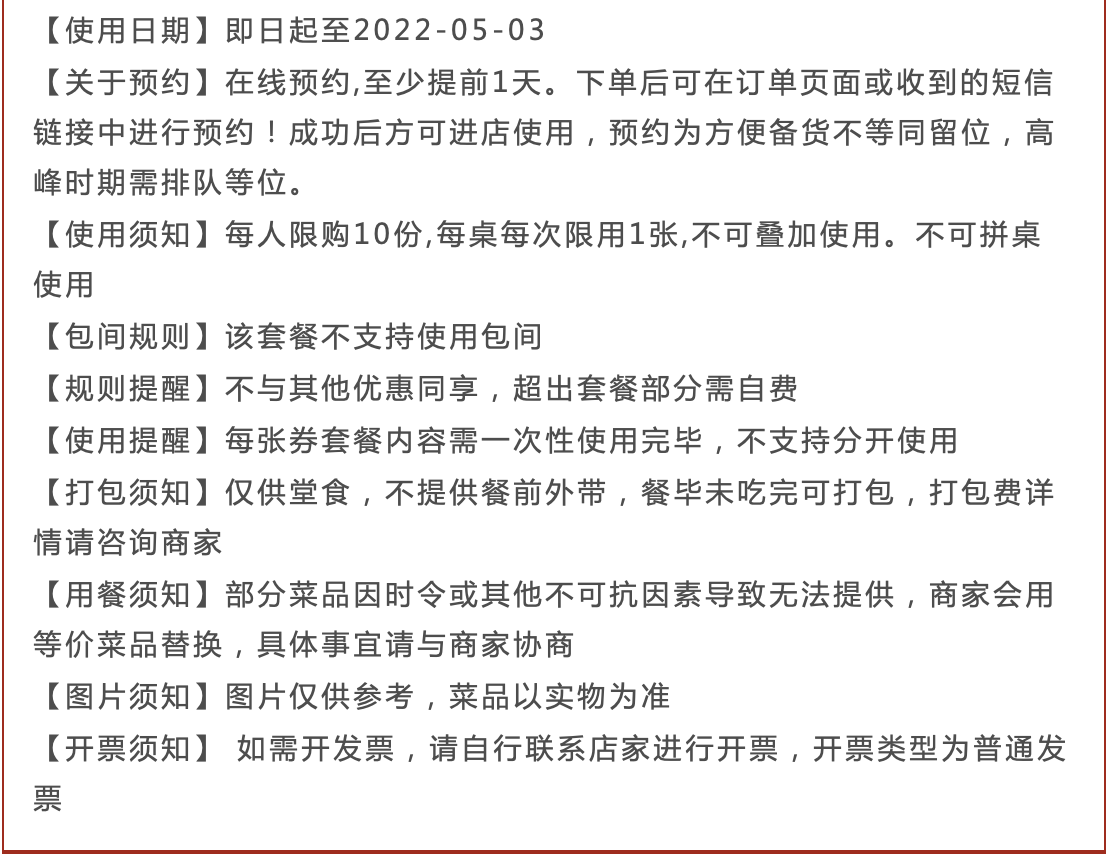 【使用日期】即日起至2022-05-03
【关于预约】在线预约,至少提前1天。下单后可在订单页面或收到的短信
链接中进行预约！成功后方可进店使用，预约为方便备货不等同留位，高
峰时期需排队等位。
【使用须知】每人限购10份,每桌每次限用1张,不可叠加使用。不可拼桌
使用
【包间规则】该套餐不支持使用包间
【规则提醒】不与其他优惠同享，超出套餐部分需自费
【使用提醒】每张券套餐内容需一次性使用完毕，不支持分开使用
【打包须知】仅供堂食，不提供餐前外带，餐毕未吃完可打包，打包费详
情请咨询商家
【用餐须知】部分菜品因时令或其他不可抗因素导致无法提供，商家会用
等价菜品替换，具体事宜请与商家协商
【图片须知】图片仅供参考，菜品以实物为准
【开票须知】 如需开发票，请自行联系店家进行开票，开票类型为普通发
票